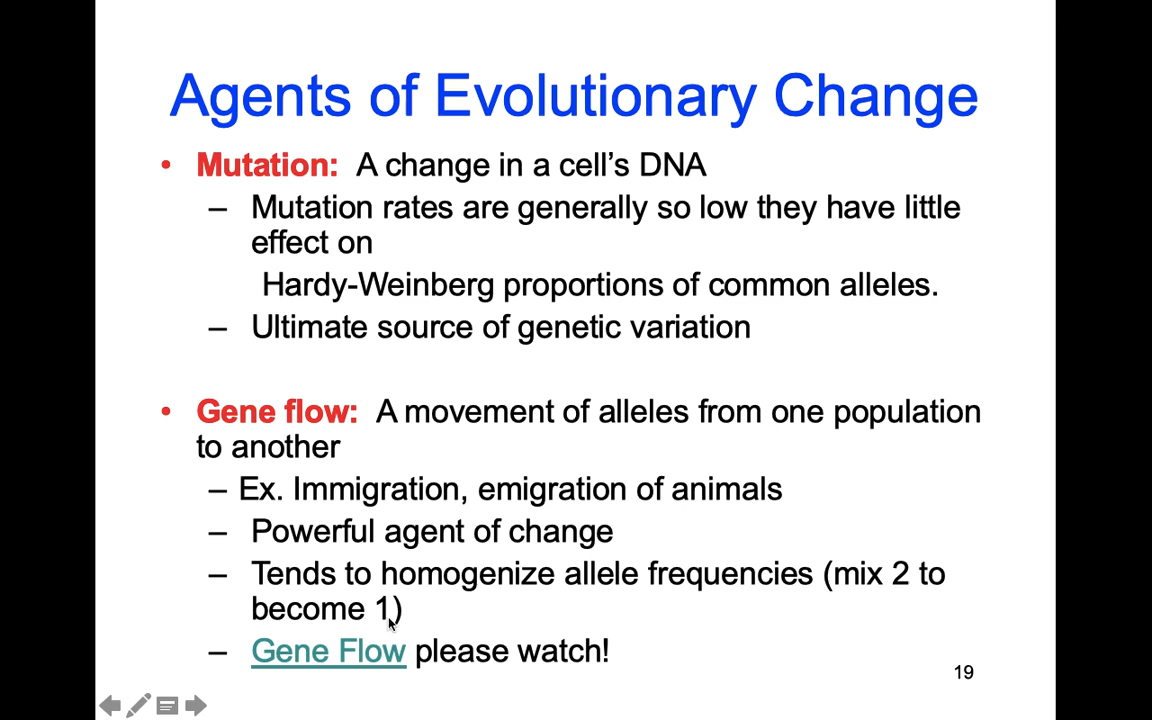 Agents of Evolutionary Change
• Mutation: A change in a cell’s DNA
– Mutation rates are generally so low they have little
effect on
Hardy-Weinberg proportions of common alleles.
– Ultimate source of genetic variation
• Gene flow: A movement of alleles from one population
to another
– Ex. Immigration, emigration of animals
– Powerful agent of change
– Tends to homogenize allele frequencies (mix 2 to
become 1)
– Gene Flow please watch!
19